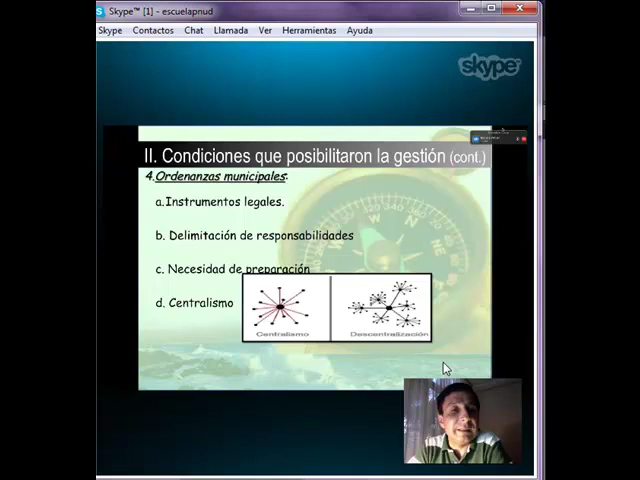 Skype™ [1] - escuelapnud
Skype Contactos Chat Llamada Ver Herramientas Ayuda
skype
II. Condiciones que posibilitaron la gestión (cont.)
4.Ordenanzas municipales:
a.Instrumentos legales.
b. Delimitación de responsabilidades
c. Necesidad de preparación
d. Centralismo
Centralismo Descentralización
W N NE E